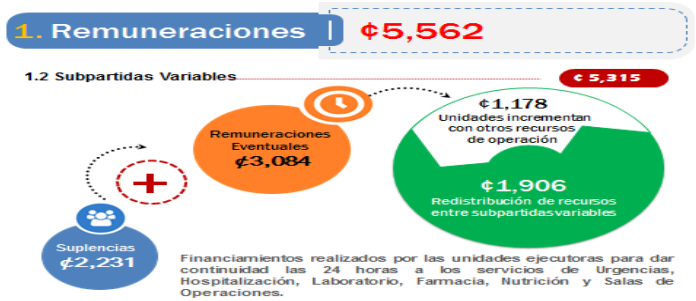 1. Remuneraciones ¢5,562
1.2 Subpartidas Variables ¢ 5,315
¢1,178
Unidades incrementan
con otros recursos
de operación
Remuneraciones
Eventuales
¢3,084
¢1,906
Redistribución de recursos
entre subpartidas variables
Suplencias
¢2,231
Financiamientos realizados por las unidades ejecutoras para dar
continuidad las 24 horas a los servicios de Urgencias,
Hospitalización, Laboratorio, Farmacia, Nutrición y Salas de
Operaciones.